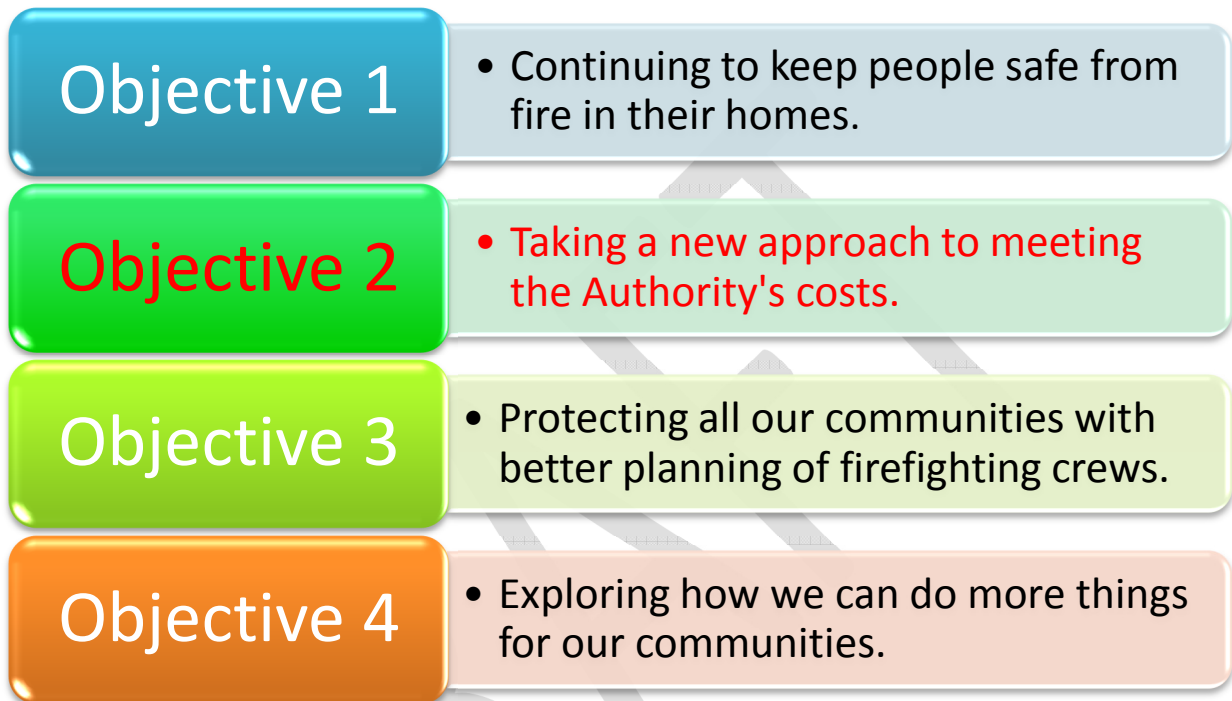 Objective 1
• Continuing to keep people safe from
fire in their homes.
Objective 2
• Taking a new approach to meeting
the Authority's costs.
Objective 3
• Protecting all our communities with
better planning of firefighting crews.
Objective 4
• Exploring how we can do more things
for our communities.